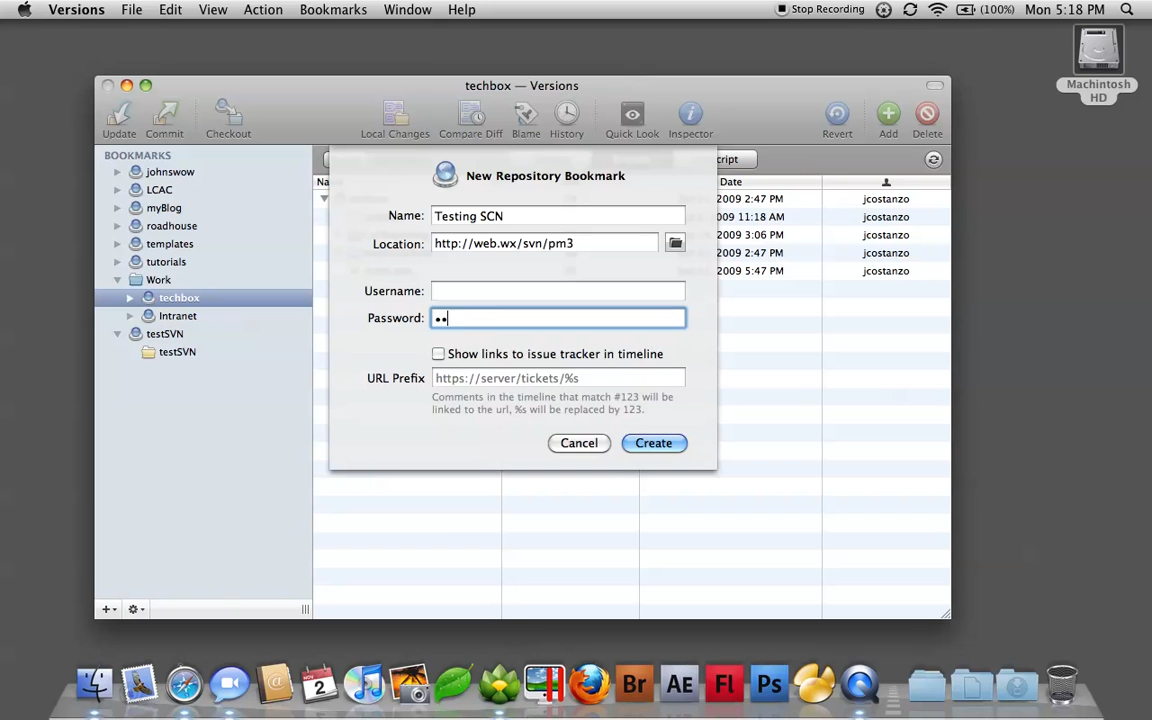 Versions File Edit View Action Bookmarks Window Help Stop Recording (100%) Mon 5:18 PM
Machintosh HD
techbox — Versions
Update Commit Checkout Local Changes Compare Diff Blame History Quick Look Inspector Revert Add Delete
BOOKMARKS
johnswow
LCAC
myBlog
roadhouse
templates
tutorials
Work
techbox
Intranet
testSVN
testSVN
cript
Na Date
New Repository Bookmark
Name: Testing SCN
Location: http://web.wx/svn/pm3
Username:
Password: ••
Show links to issue tracker in timeline
URL Prefix https://server/tickets/%s
Comments in the timeline that match #123 will be
linked to the url, %s will be replaced by 123.
Cancel Create
2009 2:47 PM jcostanzo
2009 11:18 AM jcostanzo
2009 3:06 PM jcostanzo
2009 2:47 PM jcostanzo
2009 5:47 PM jcostanzo
2 Br AE Fl Ps